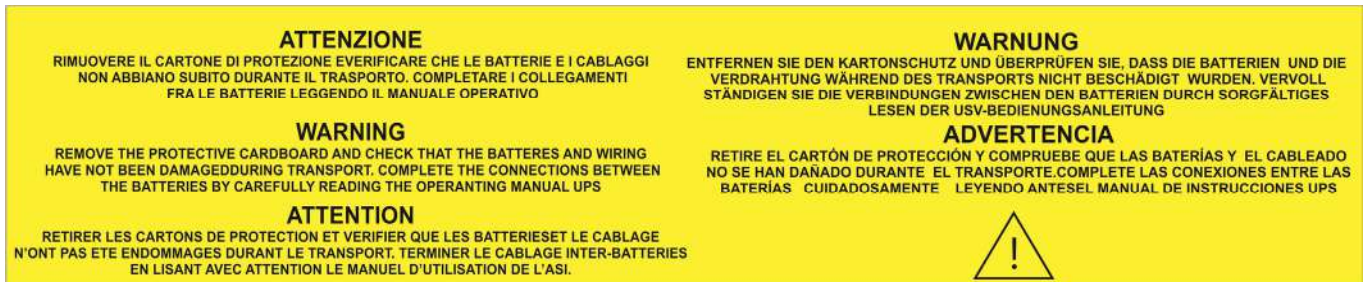 ATTENZIONE
RIMUOVERE IL CARTONE DI PROTEZIONE EVERIFICARE CHE LE BATTERIE E I CABLAGGI
NON ABBIANO SUBITO DURANTE IL TRASPORTO. COMPLETARE I COLLEGAMENTI
FRA LE BATTERIE LEGGENDO IL MANUALE OPERATIVO
WARNING
REMOVE THE PROTECTIVE CARDBOARD AND CHECK THAT THE BATTERES AND WIRING
HAVE NOT BEEN DAMAGEDDURING TRANSPORT. COMPLETE THE CONNECTIONS BETWEEN
THE BATTERIES BY CAREFULLY READING THE OPERANTING MANUAL UPS
ATTENTION
RETIRER LES CARTONS DE PROTECTION ET VERIFIER QUE LES BATTERIESET LE CABLAGE
N'ONT PAS ETE ENDOMMAGES DURANT LE TRANSPORT. TERMINER LE CABLAGE INTER-BATTERIES
EN LISANT AVEC ATTENTION LE MANUEL D'UTILISATION DE L'ASI.
WARNUNG
ENTFERNEN SIE DEN KARTONSCHUTZ UND ÜBERPRÜFEN SIE, DASS DIE BATTERIEN UND DIE
VERDRAHTUNG WÄHREND DES TRANSPORTS NICHT BESCHÄDIGT WURDEN. VERVOLL
STÄNDIGEN SIE DIE VERBINDUNGEN ZWISCHEN DEN BATTERIEN DURCH SORGFÄLTIGES
LESEN DER USV-BEDIENUNGSANLEITUNG
ADVERTENCIA
RETIRE EL CARTÓN DE PROTECCIÓN Y COMPRUEBE QUE LAS BATERÍAS Y EL CABLEADO
NO SE HAN DAÑADO DURANTE EL TRANSPORTE.COMPLETE LAS CONEXIONES ENTRE LAS
BATERÍAS CUIDADOSAMENTE LEYENDO ANTESEL MANUAL DE INSTRUCCIONES UPS
!